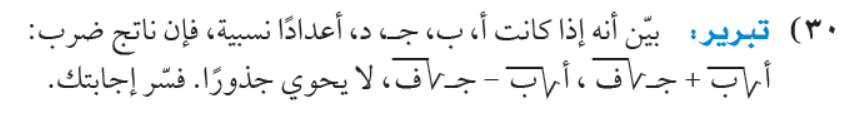 ٣٠) تبرير: بيّن أنه إذا كانت أ، ب، جـ، د، أعدادًا نسبية، فإن ناتج ضرب:
أ√ب + جـ√ف، أ√ب − جـ√ف، لا يحوي جذورًا. فسّر إجابتك.